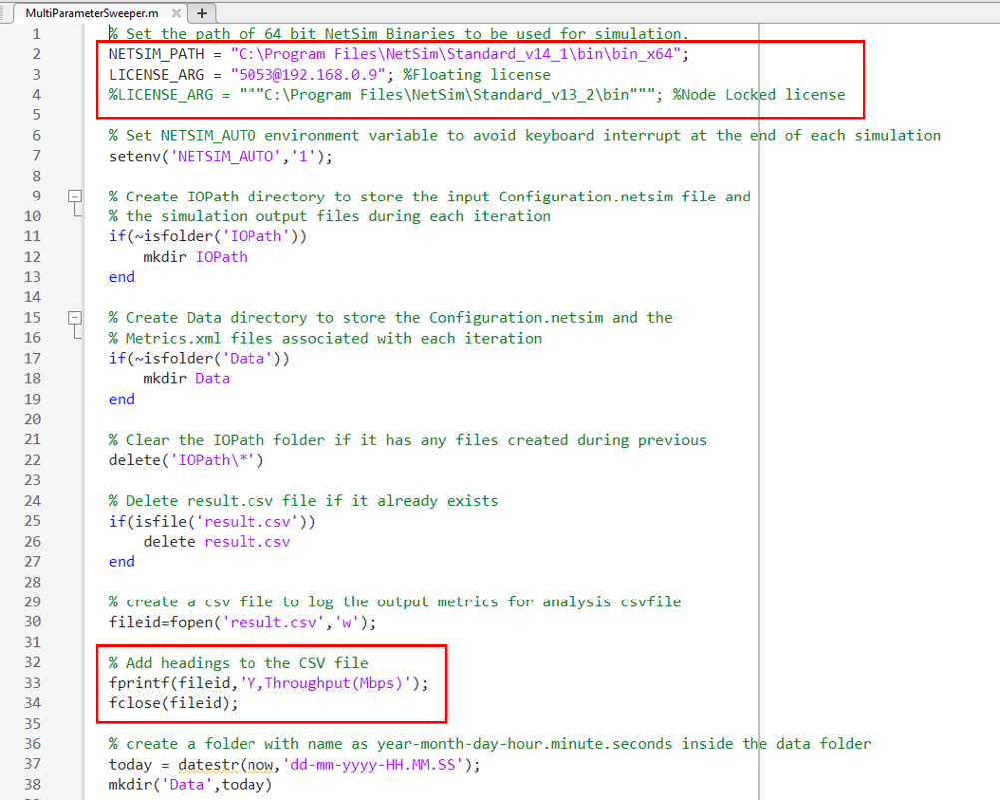 MultiParameterSweeper.m × +
1 % Set the path of 64 bit NetSim Binaries to be used for simulation.
2 NETSIM_PATH = "C:\Program Files\NetSim\Standard_v14_1\bin\bin_x64";
3 LICENSE_ARG = "5053@192.168.0.9"; %Floating license
4 %LICENSE_ARG = """C:\Program Files\NetSim\Standard_v13_2\bin"""; %Node Locked license
5
6 % Set NETSIM_AUTO environment variable to avoid keyboard interrupt at the end of each simulation
7 setenv('NETSIM_AUTO','1');
8
9 % Create IOPath directory to store the input Configuration.netsim file and
10 % the simulation output files during each iteration
11 if(~isfolder('IOPath'))
12 mkdir IOPath
13 end
14
15 % Create Data directory to store the Configuration.netsim and the
16 % Metrics.xml files associated with each iteration
17 if(~isfolder('Data'))
18 mkdir Data
19 end
20
21 % Clear the IOPath folder if it has any files created during previous
22 delete('IOPath\*')
23
24 % Delete result.csv file if it already exists
25 if(isfile('result.csv'))
26 delete result.csv
27 end
28
29 % create a csv file to log the output metrics for analysis csvfile
30 fileid=fopen('result.csv','w');
31
32 % Add headings to the CSV file
33 fprintf(fileid,'Y,Throughput(Mbps)');
34 fclose(fileid);
35
36 % create a folder with name as year-month-day-hour.minute.seconds inside the data folder
37 today = datestr(now,'dd-mm-yyyy-HH.MM.SS');
38 mkdir('Data',today)